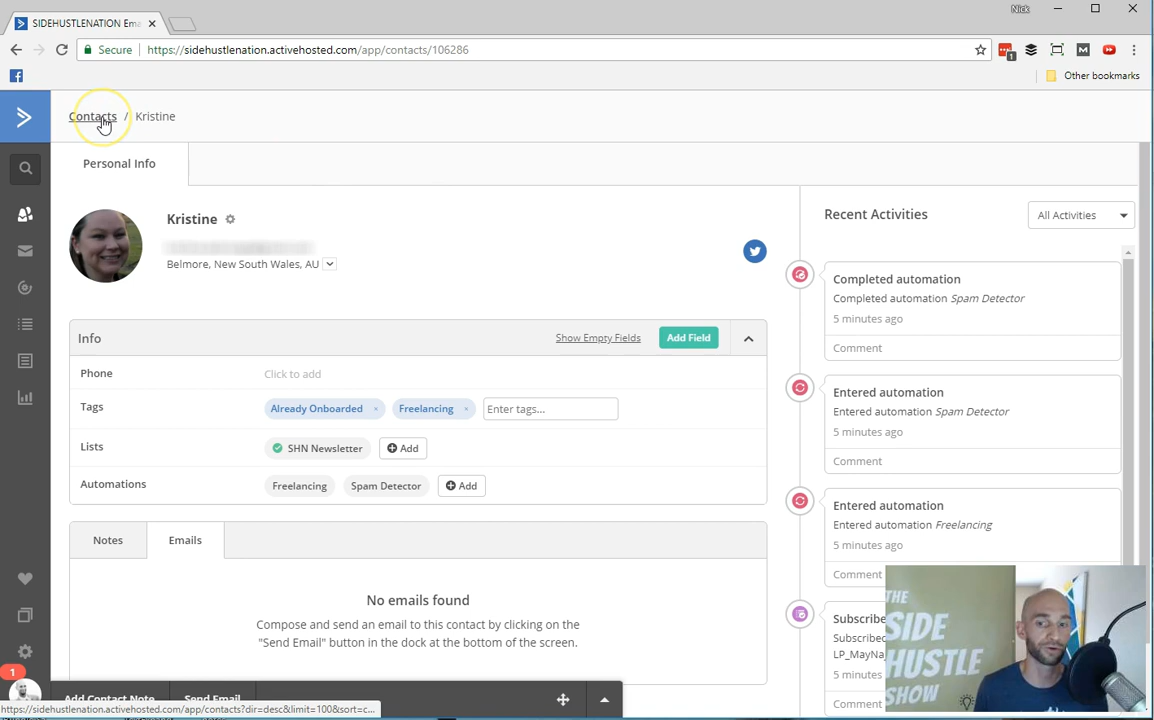 Nick
SIDEHUSTLENATION Ema
Secure
https://sidehustlenation.activehosted.com/app/contacts/106286
1
M
Other bookmarks
Contacts / Kristine
Personal Info
Kristine
Belmore, New South Wales, AU
Recent Activities
All Activities
Completed automation
Completed automation Spam Detector
5 minutes ago
Comment
Info
Show Empty Fields
Add Field
Phone
Click to add
Tags
Already Onboarded ×
Freelancing ×
Enter tags...
Lists
SHN Newsletter
Add
Automations
Freelancing
Spam Detector
Add
Entered automation
Entered automation Spam Detector
5 minutes ago
Comment
Entered automation
Entered automation Freelancing
5 minutes ago
Comment
Notes
Emails
No emails found
Compose and send an email to this contact by clicking on the
"Send Email" button in the dock at the bottom of the screen.
Subscribe
Subscribed
LP_MayNa
5 minutes
Comment
THE
SIDE
HUSTLE
SHOW
1
Add Contact Note
Send Email
https://sidehustlenation.activehosted.com/app/contacts?dir=desc&limit=100&sort=c...